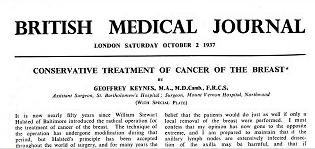 BRITISH MEDICAL JOURNAL
LONDON SATURDAY OCTOBER 2 1937
CONSERVATIVE TREATMENT OF CANCER OF THE BREAST*
BY
GEOFFREY KEYNES, M.A., M.D.Camb., F.R.C.S.
Assistant Surgeon, St. Bartholomew's Hospital; Surgeon, Mount Vernon Hospital, Northwood
(WITH SPECIAL PLATE)
It is now nearly fifty years since William Stewart
Halsted of Baltimore introduced the radical operation for
the treatment of cancer of the breast. The technique of
the operation has undergone modification during that
period, but Halsted's principle has been accepted
throughout the world of surgery, and for many years the
belief that the patients would do just as well if only a
local removal of the breast were performed. I must
confess that my opinion has now gone to the opposite
extreme, and I am prepared to maintain that if the
axillary lymph nodes are extensively infected dissec-
tion of the axilla may be harmful, and that if